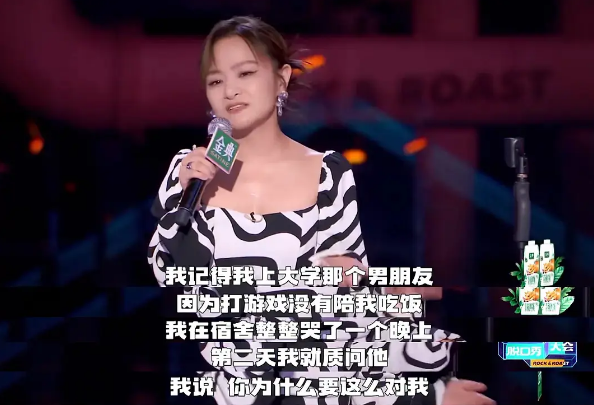 OCK & ROAST
金典
SATINE
我记得我上大学那个男朋友
因为打游戏没有陪我吃饭
我在宿舍整整哭了一个晚上
第二天我就质问他
我说 你为什么要这么对我
脱口秀
大会
ROCK & ROAST